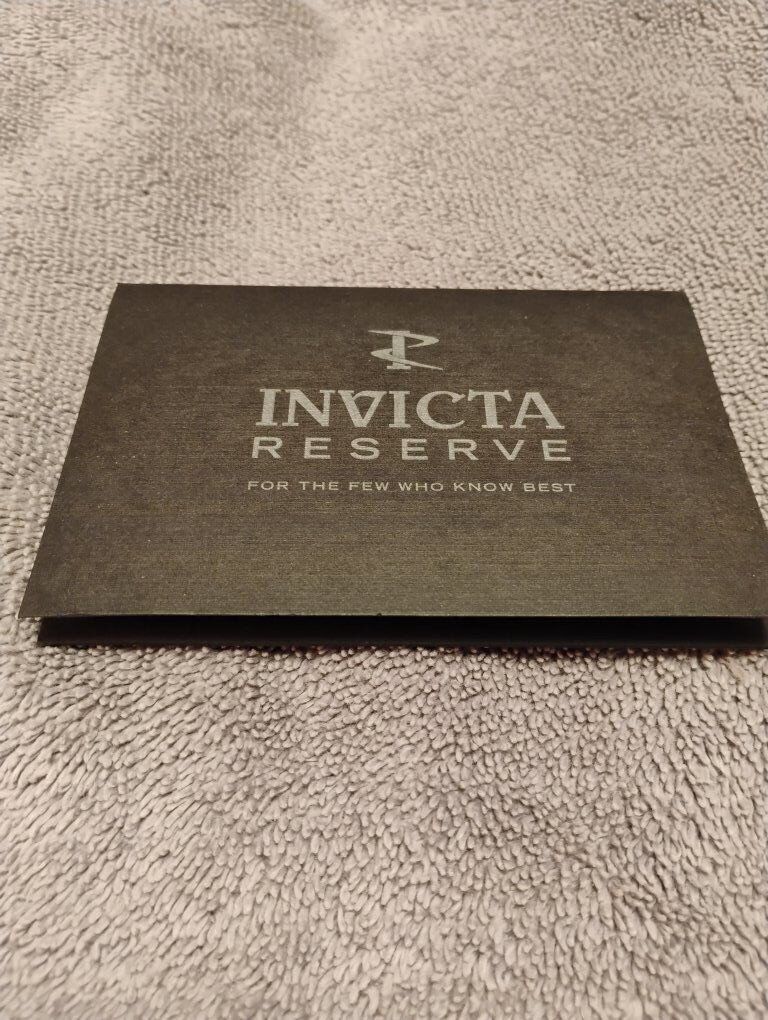 INVICTA
RESERVE
FOR THE FEW WHO KNOW BEST